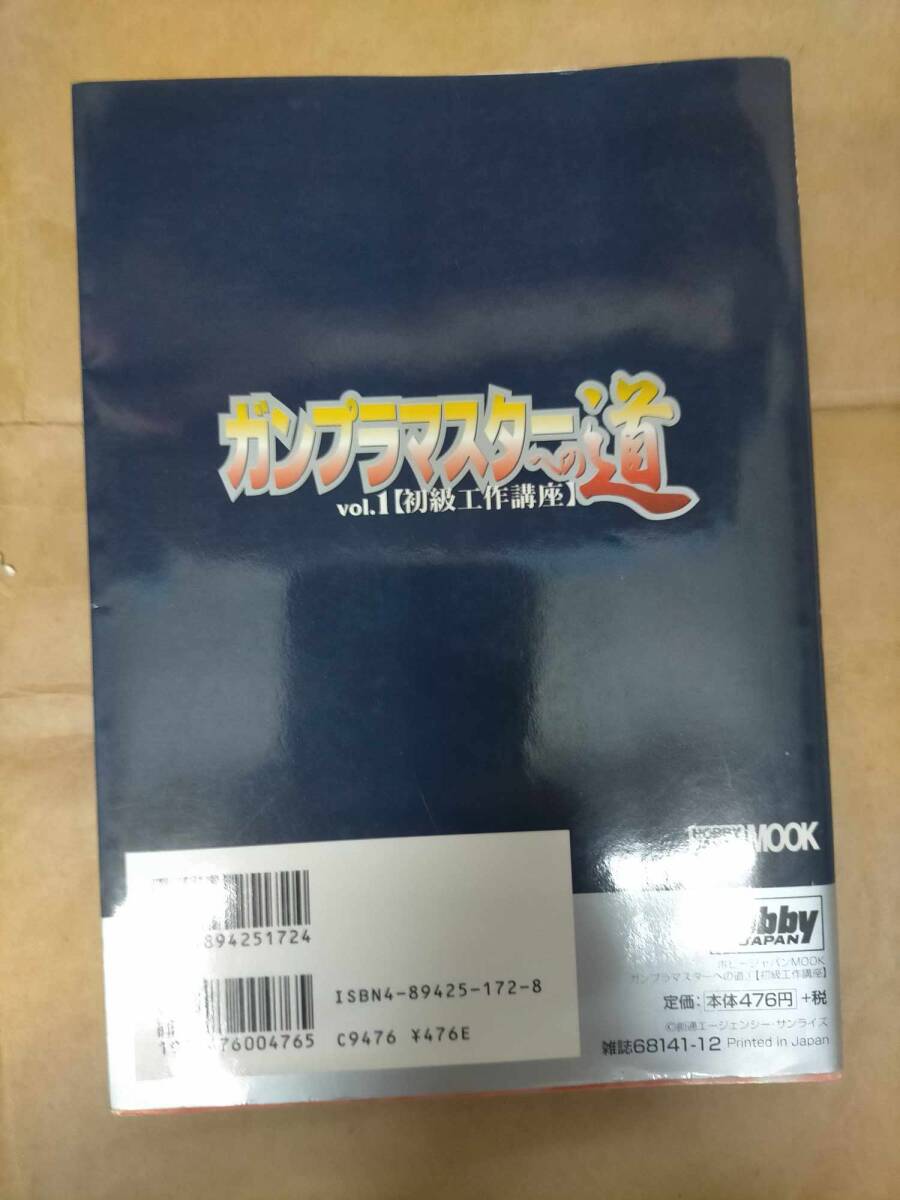 ガンプラマスターへの道
vol.1【初級工作講座】
HOBBY
MOOK
JAPAN
ホビージャパンMOOK
ガンプラマスターへの道1【初級工作講座】
定価:本体476円 +税
©創通エージェンシー・サンライズ
雑誌68141-12 Printed in Japan
894251724
ISBN4-89425-172-8
76004765
C9476 ¥476E